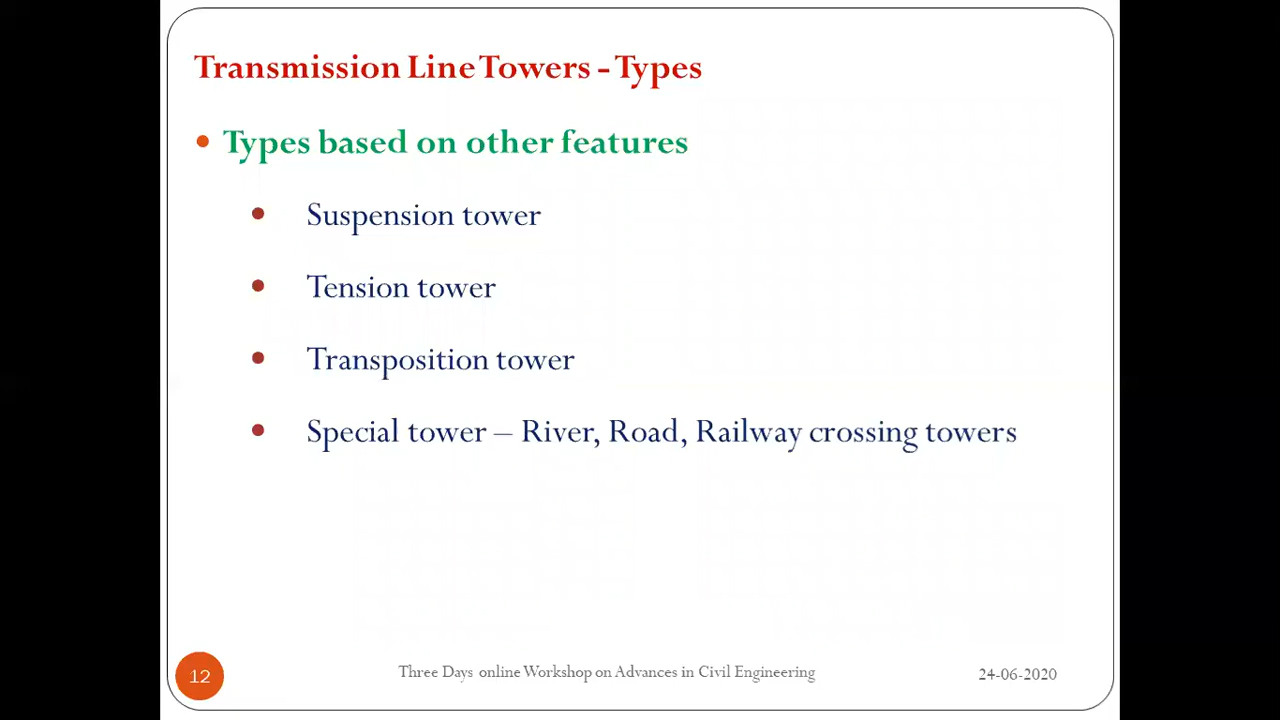 Transmission Line Towers - Types
• Types based on other features
• Suspension tower
• Tension tower
• Transposition tower
• Special tower – River, Road, Railway crossing towers
12
Three Days online Workshop on Advances in Civil Engineering
24-06-2020